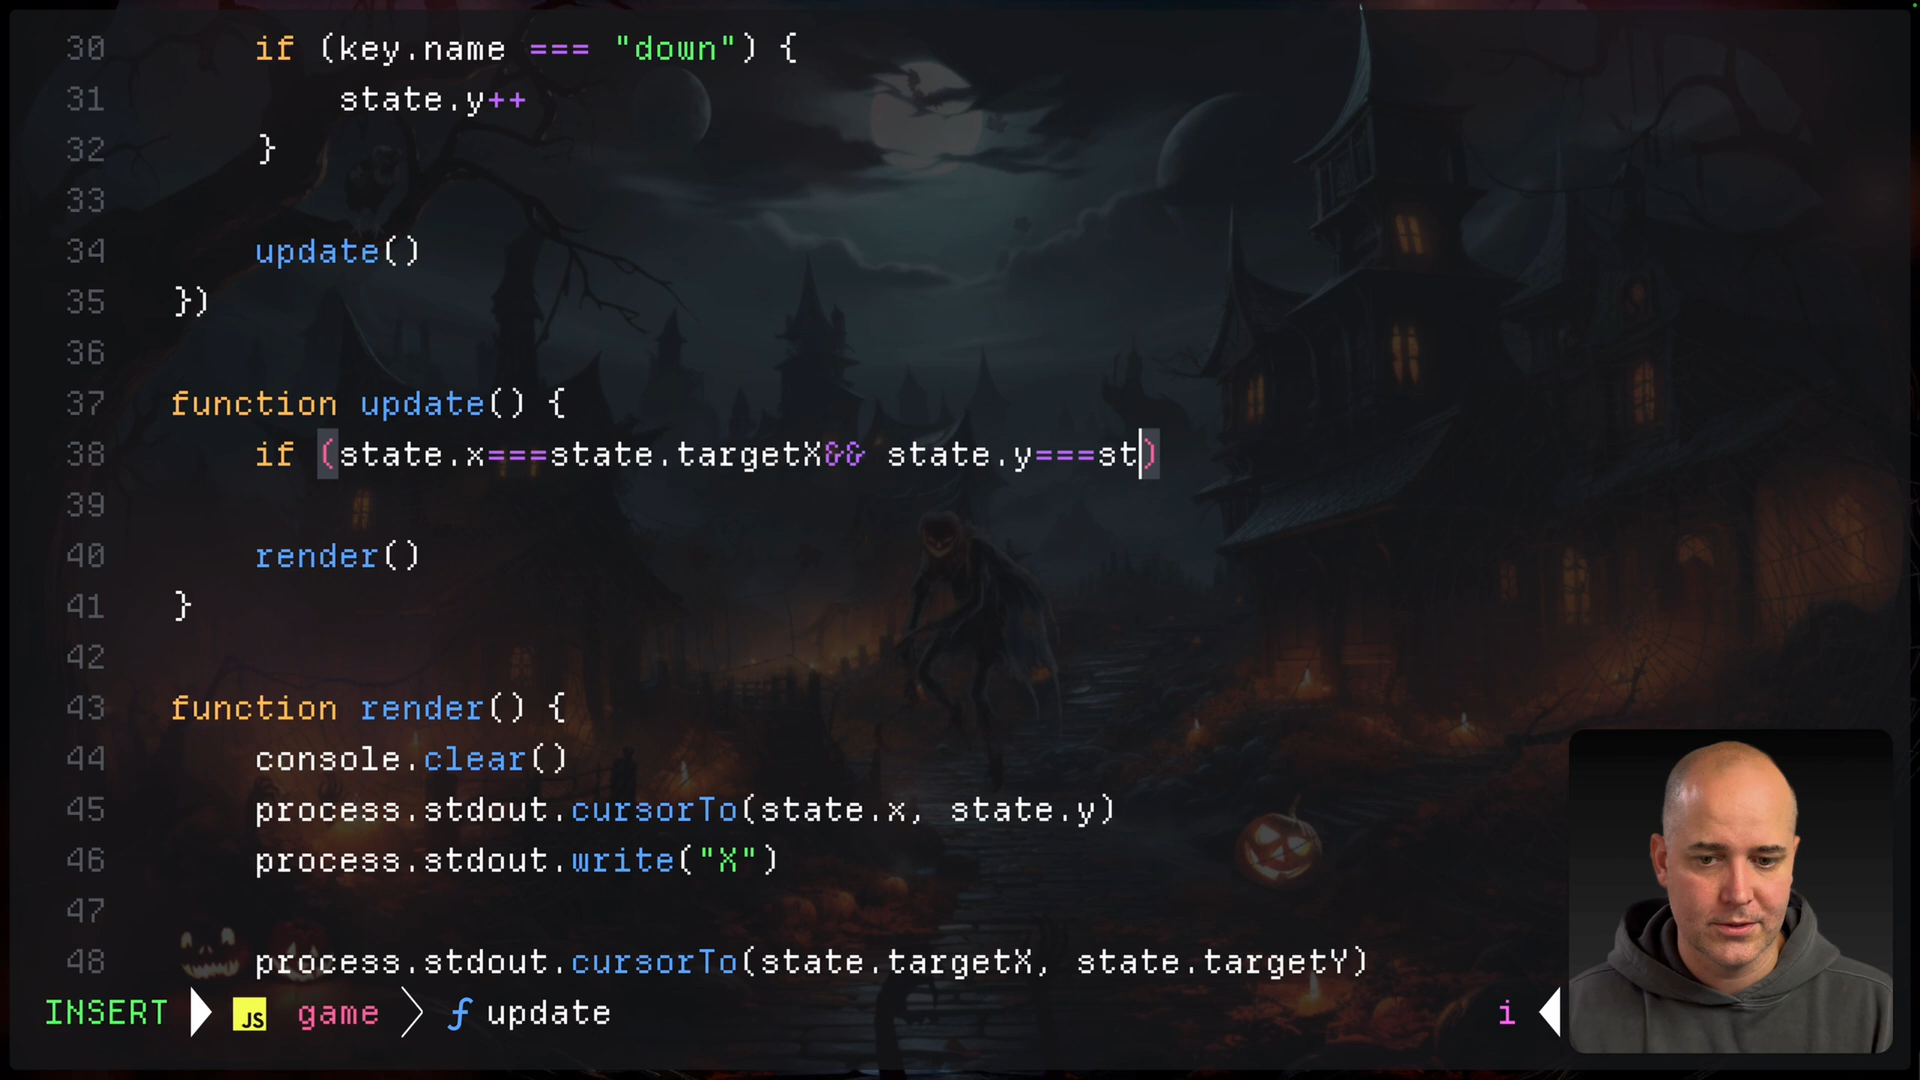 30 if (key.name === "down") {
31 state.y++
32 }
33
34 update()
35 })
36
37 function update() {
38 if (state.x===state.targetX&& state.y===st)
39
40 render()
41 }
42
43 function render() {
44 console.clear()
45 process.stdout.cursorTo(state.x, state.y)
46 process.stdout.write("X")
47
48 process.stdout.cursorTo(state.targetX, state.targetY)
INSERT JS game ƒ update i